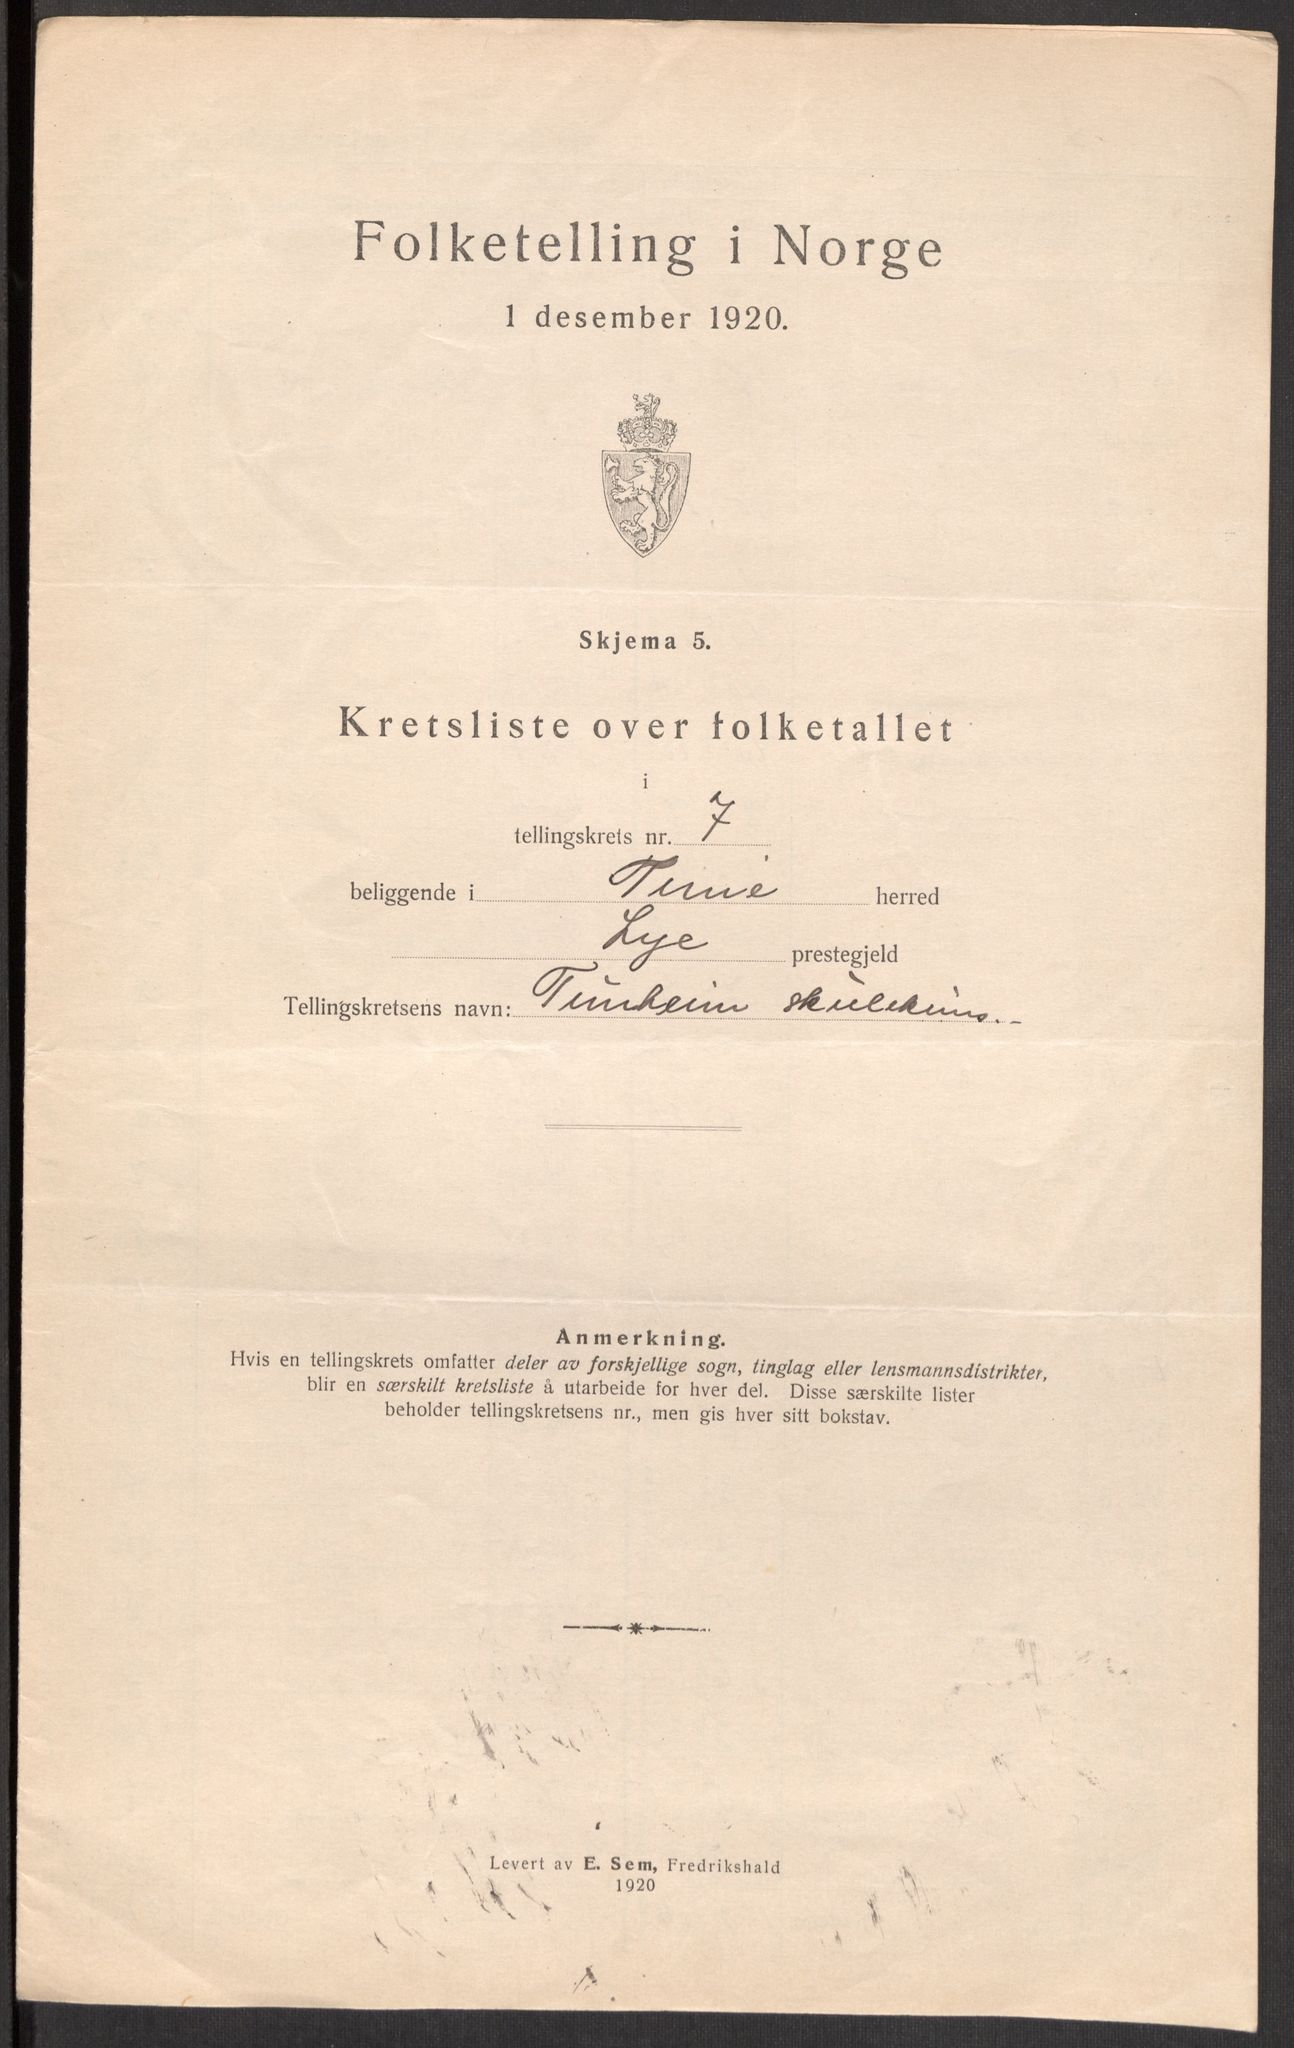 Folketelling i Norge
1 desember 1920.
Skjema 5.
Kretsliste over folketallet
i
tellingskrets nr. 7
beliggende i Time herred
Lye prestegjeld
Tellingskretsens navn: Tunheim skulekrins.-
Anmerkning.
Hvis en tellingskrets omfatter deler av forskjellige sogn, tinglag eller lensmannsdistrikter,
blir en særskilt kretsliste å utarbeide for hver del. Disse særskilte lister
beholder tellingskretsens nr., men gis hver sitt bokstav.
Levert av E. Sem, Fredrikshald
1920